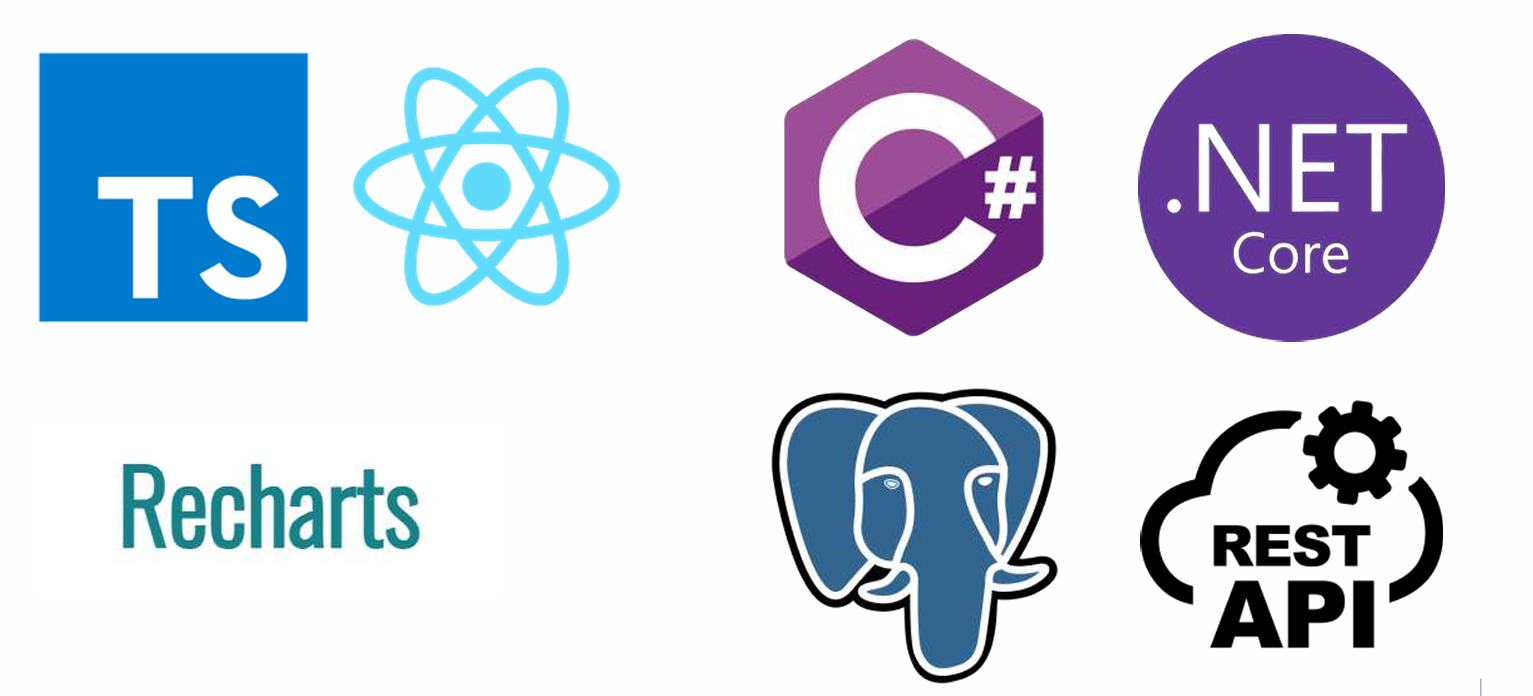 TS
C#
.NET
Core
Recharts
REST
API